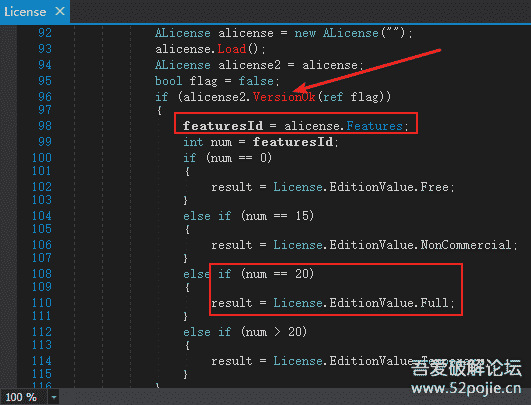 License ✕
92 ALicense alicense = new ALicense("");
93 alicense.Load();
94 ALicense alicense2 = alicense;
95 bool flag = false;
96 if (alicense2.VersionOk(ref flag))
97 {
98 featuresId = alicense.Features;
99 int num = featuresId;
100 if (num == 0)
101 {
102 result = License.EditionValue.Free;
103 }
104 else if (num == 15)
105 {
106 result = License.EditionValue.NonCommercial;
107 }
108 else if (num == 20)
109 {
110 result = License.EditionValue.Full;
111 }
112 else if (num > 20)
113 {
114 result = License.EditionValue.
115 }
116 }
吾爱破解论坛
www.52pojie.cn
100 %